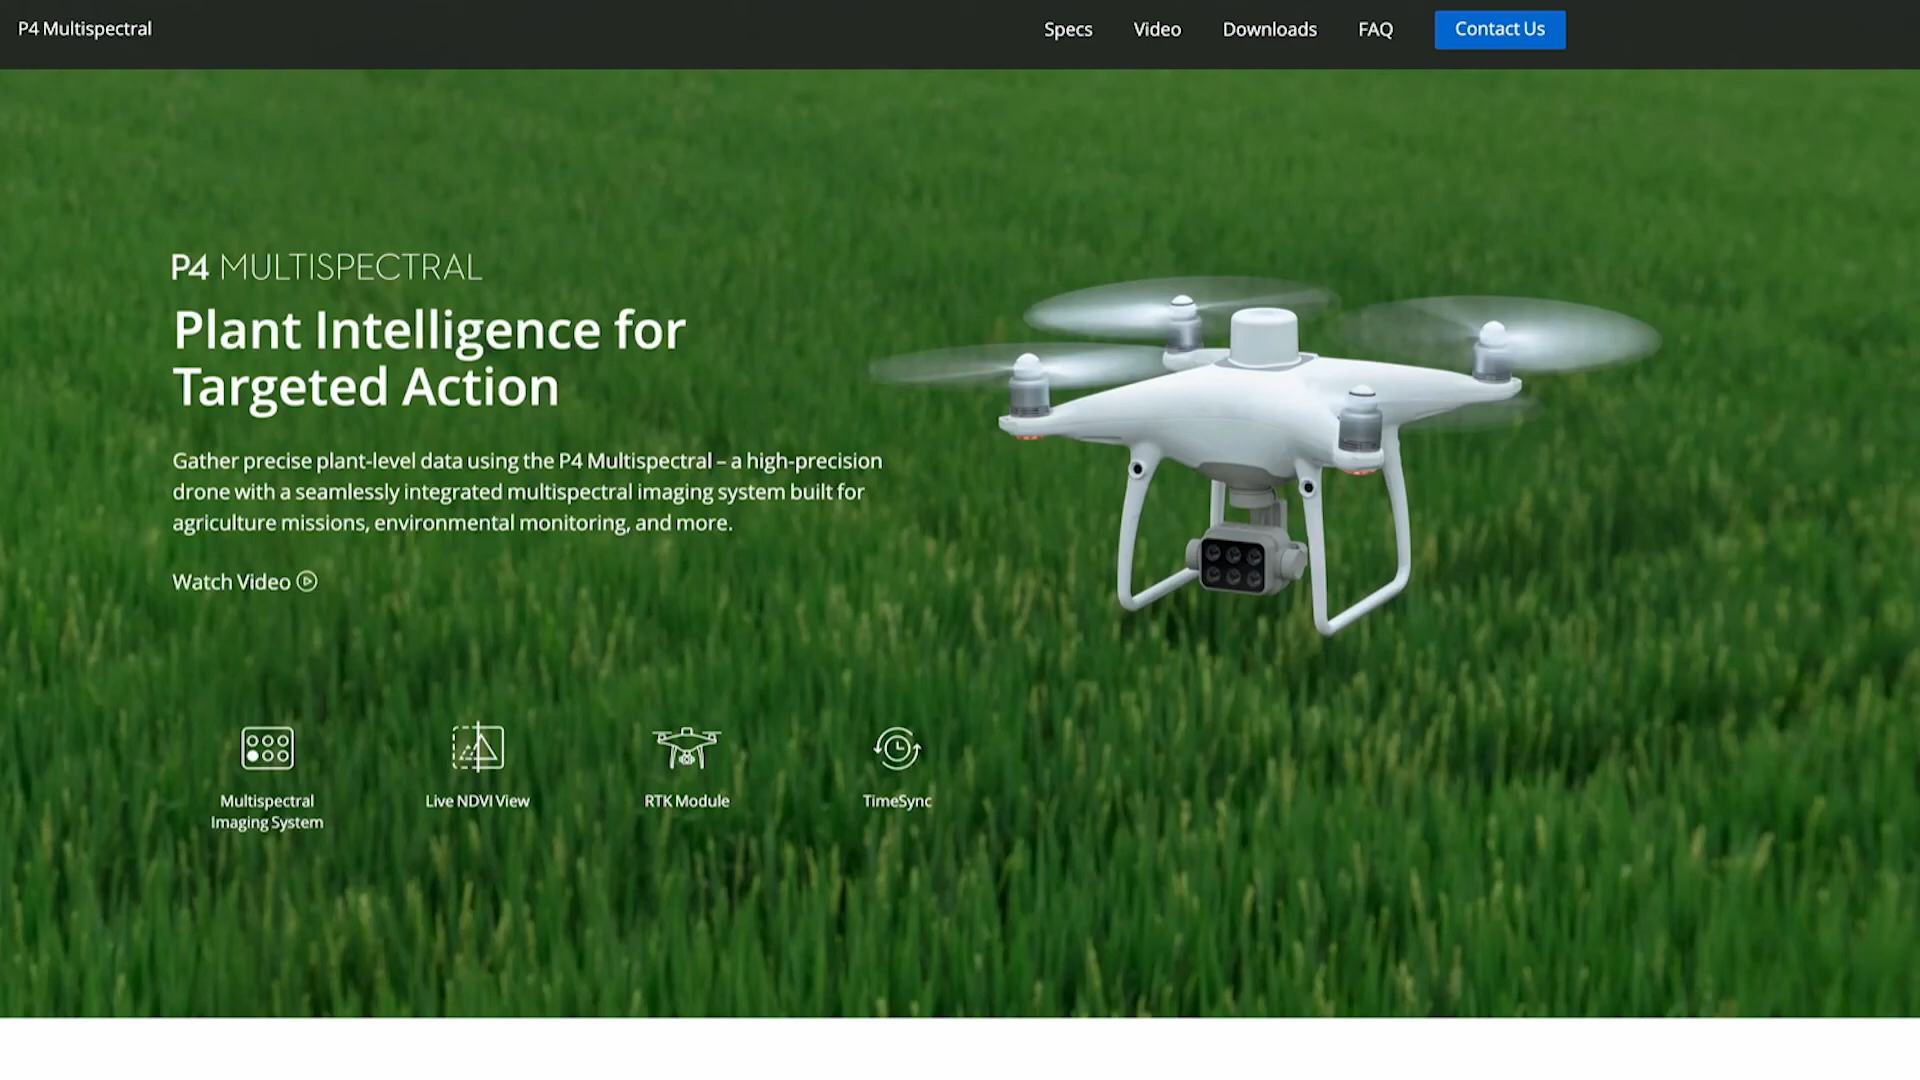 P4 Multispectral
Specs
Video
Downloads
FAQ
Contact Us
P4 MULTISPECTRAL
Plant Intelligence for
Targeted Action
Gather precise plant-level data using the P4 Multispectral – a high-precision
drone with a seamlessly integrated multispectral imaging system built for
agriculture missions, environmental monitoring, and more.
Watch Video
Multispectral
Imaging System
Live NDVI View
RTK Module
TimeSync